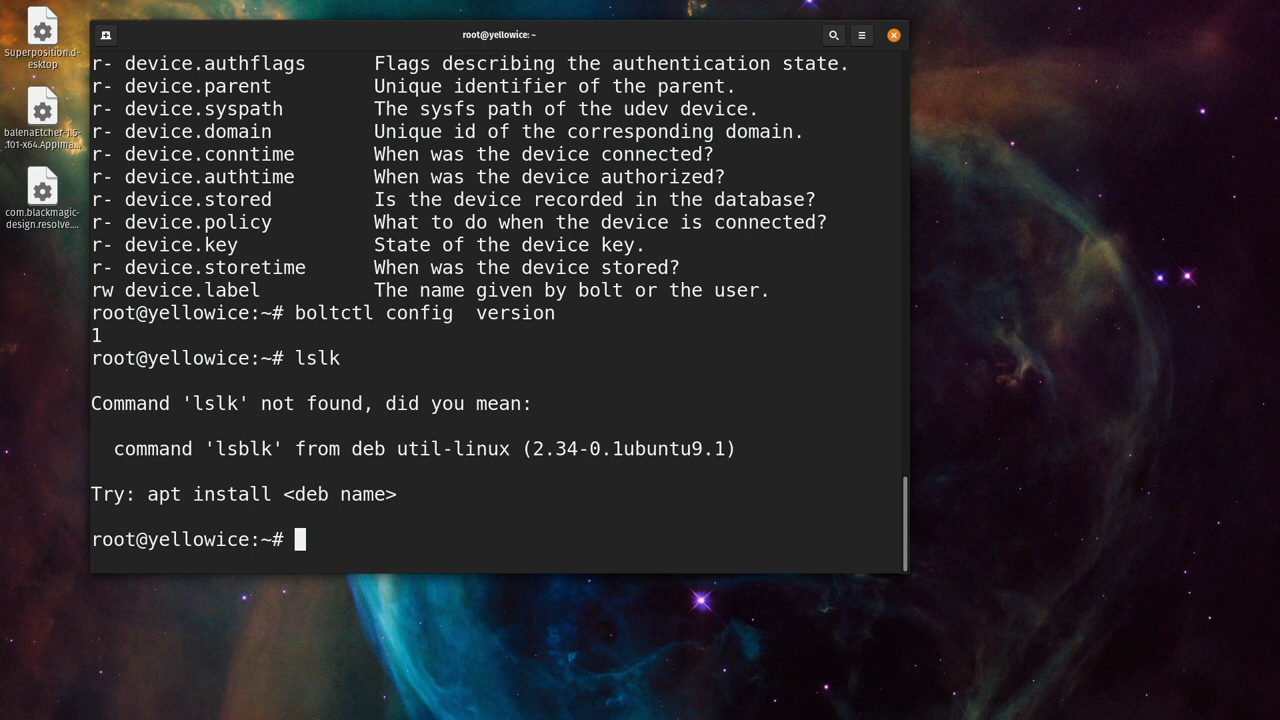 Superposition.d-
esktop
balenaEtcher-1.5-
.101-x64.AppIma...
com.blackmagic-
design.resolve....
root@yellowice: ~
r- device.authflags      Flags describing the authentication state.
r- device.parent         Unique identifier of the parent.
r- device.syspath        The sysfs path of the udev device.
r- device.domain         Unique id of the corresponding domain.
r- device.conntime       When was the device connected?
r- device.authtime       When was the device authorized?
r- device.stored         Is the device recorded in the database?
r- device.policy         What to do when the device is connected?
r- device.key            State of the device key.
r- device.storetime      When was the device stored?
rw device.label          The name given by bolt or the user.
root@yellowice:~# boltctl config  version
1
root@yellowice:~# lslk
Command 'lslk' not found, did you mean:
  command 'lsblk' from deb util-linux (2.34-0.1ubuntu9.1)
Try: apt install <deb name>
root@yellowice:~#